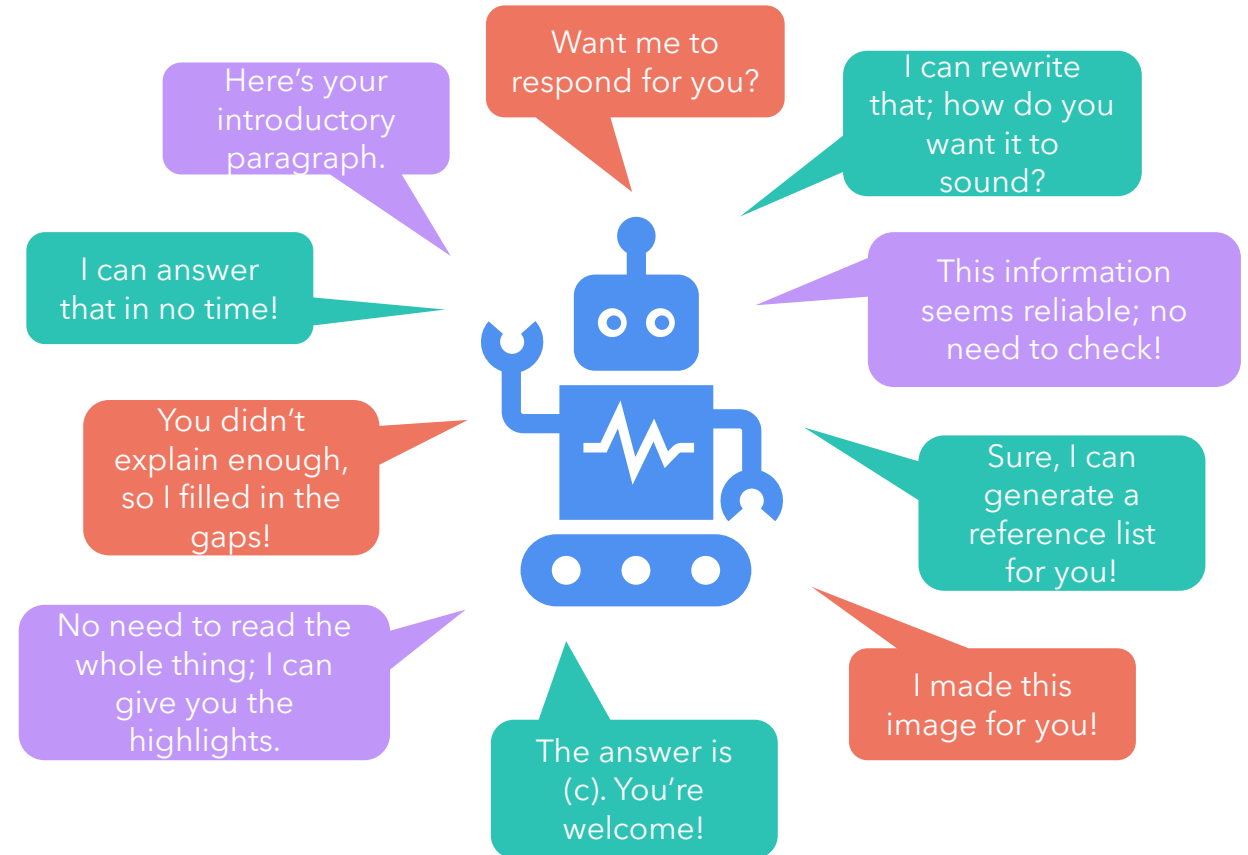 Want me to
respond for you?
Here's your
introductory
paragraph.
I can rewrite
that; how do you
want it to
sound?
I can answer
that in no time!
This information
seems reliable; no
need to check!
You didn't
explain enough,
so I filled in the
gaps!
Sure, I can
generate a
reference list
for you!
No need to read the
whole thing; I can
give you the
highlights.
I made this
image for you!
The answer is
(c). You're
welcome!